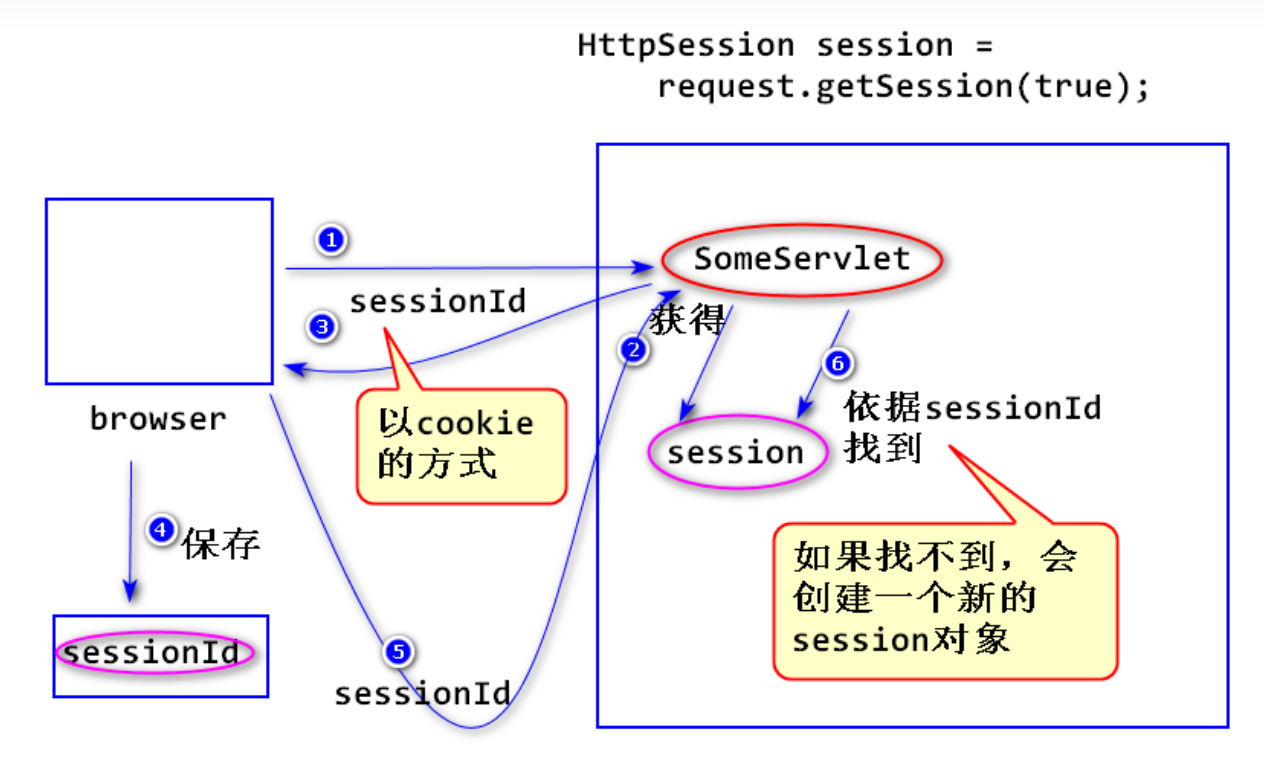 HttpSession session =
request.getSession(true);
1
SomeServlet
sessionId
3
获得
2
6
browser
以cookie
的方式
session
依据sessionId
找到
4
保存
如果找不到，会
创建一个新的
session对象
sessionId
5
sessionId